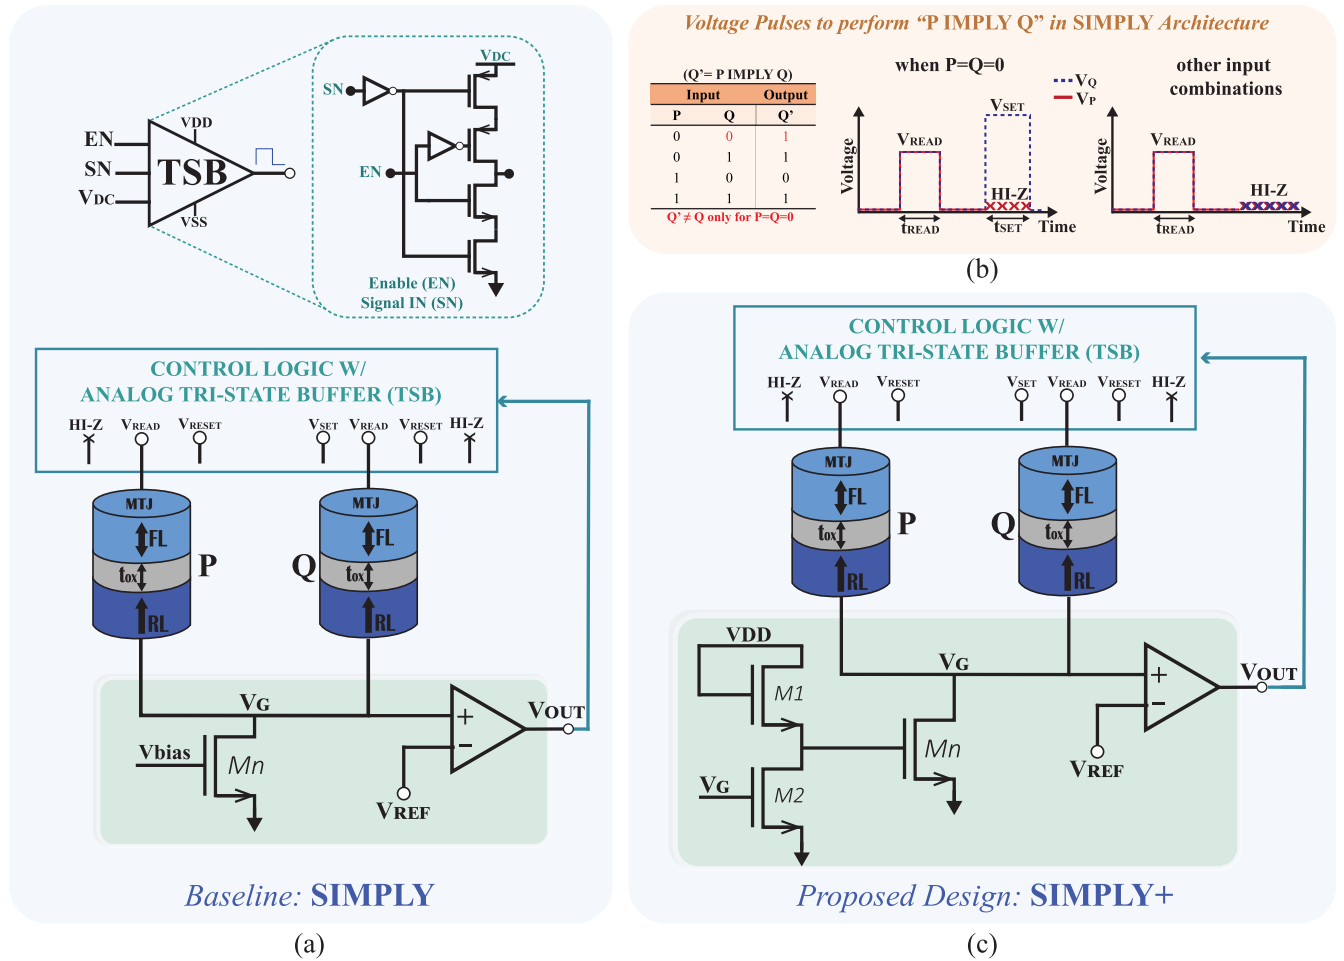 EN
SN
VDC
VDD
TSB
VSS
SN
VDC
EN
Enable (EN)
Signal IN (SN)
CONTROL LOGIC W/
ANALOG TRI-STATE BUFFER (TSB)
HI-Z VREAD VRESET VSET VREAD VRESET HI-Z
MTJ MTJ
FL FL
P Q
tox tox
RL RL
VG
VOUT
+
−
Vbias
Mn
VREF
Baseline: SIMPLY
(a)
Voltage Pulses to perform “P IMPLY Q” in SIMPLY Architecture
(Q’= P IMPLY Q)
Input Output
P Q Q’
0 0 1
0 1 1
1 0 0
1 1 1
Q’ ≠ Q only for P=Q=0
when P=Q=0
VQ
VP
other input
combinations
Voltage
VREAD
VSET
HI-Z
tREAD
tSET
Time
Voltage
VREAD
HI-Z
tREAD
Time
(b)
CONTROL LOGIC W/
ANALOG TRI-STATE BUFFER (TSB)
HI-Z VREAD VRESET VSET VREAD VRESET HI-Z
MTJ MTJ
FL FL
P Q
tox tox
RL RL
VDD
M1
VG
M2
VG
Mn
+
−
VOUT
VREF
Proposed Design: SIMPLY+
(c)